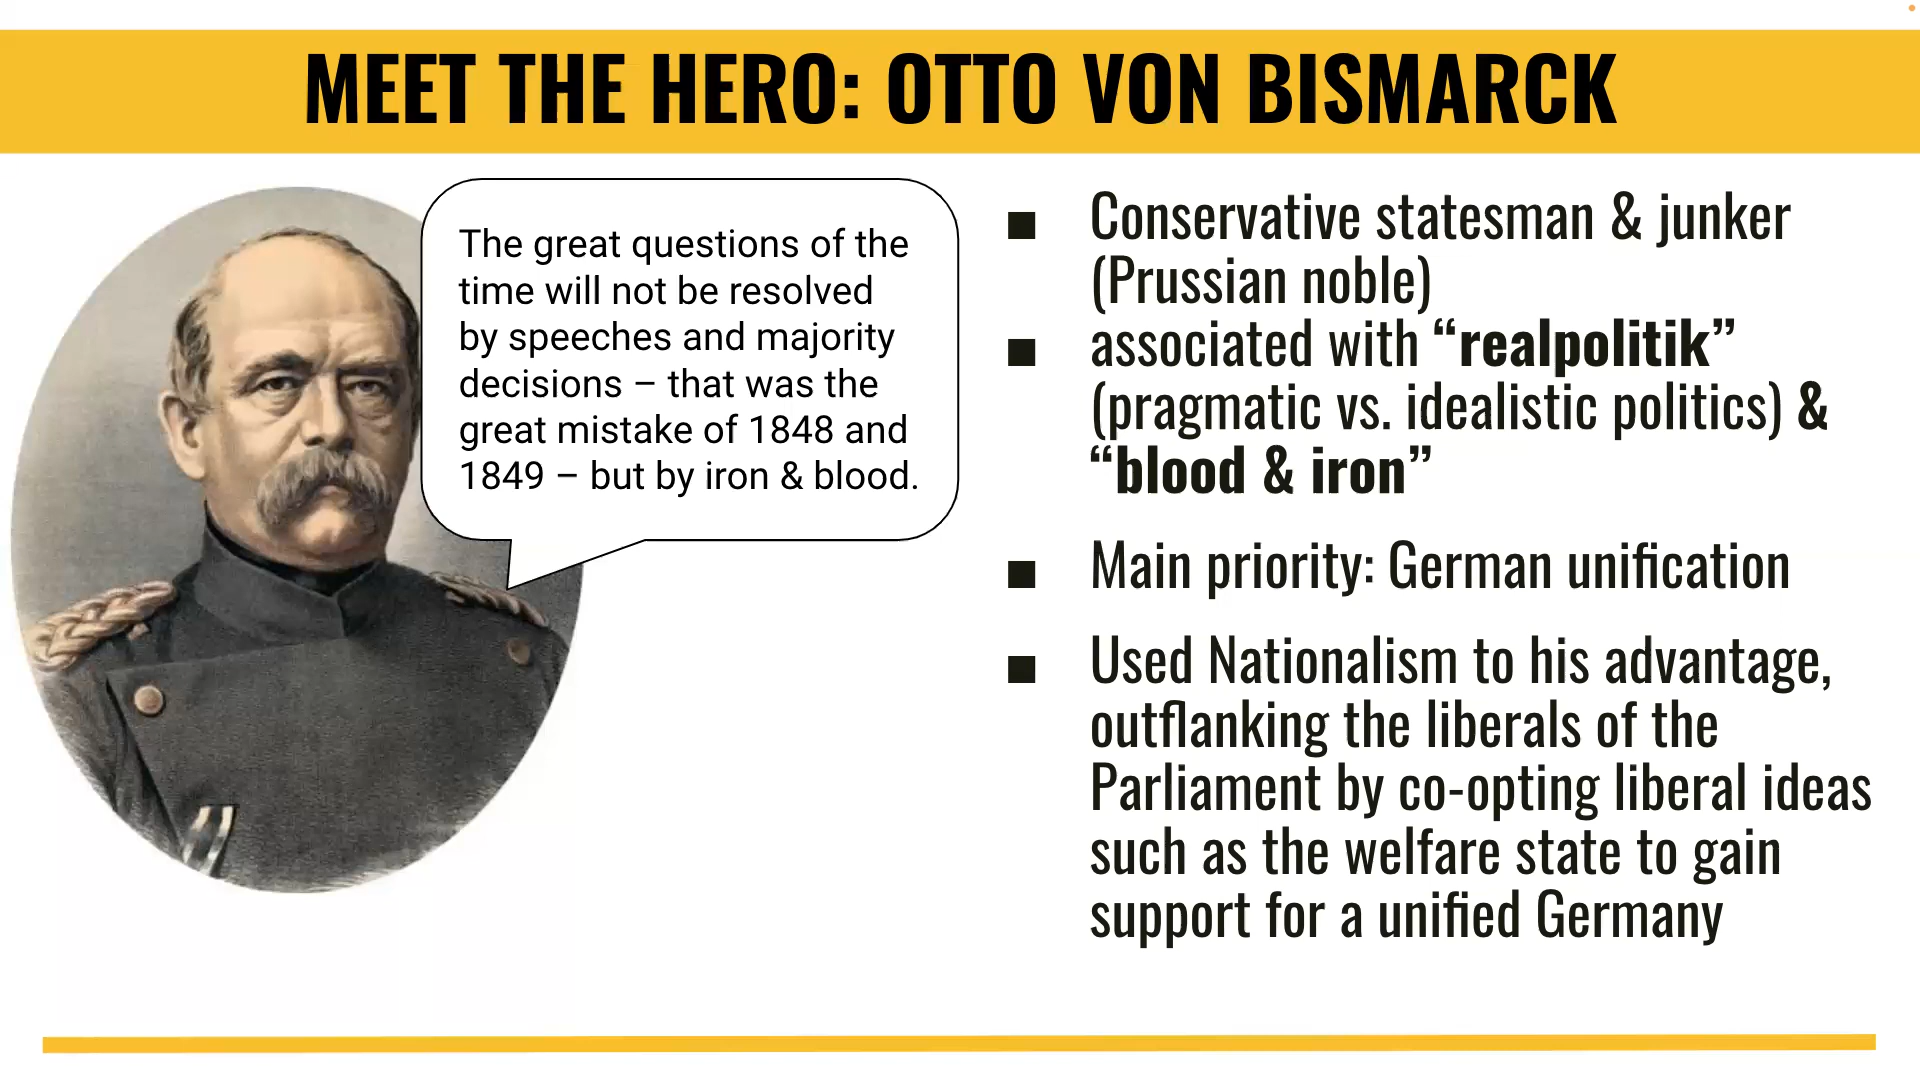 MEET THE HERO: OTTO VON BISMARCK
The great questions of the
time will not be resolved
by speeches and majority
decisions – that was the
great mistake of 1848 and
1849 – but by iron & blood.
■ Conservative statesman & junker
(Prussian noble)
■ associated with “realpolitik”
(pragmatic vs. idealistic politics) &
“blood & iron”
■ Main priority: German unification
■ Used Nationalism to his advantage,
outflanking the liberals of the
Parliament by co-opting liberal ideas
such as the welfare state to gain
support for a unified Germany